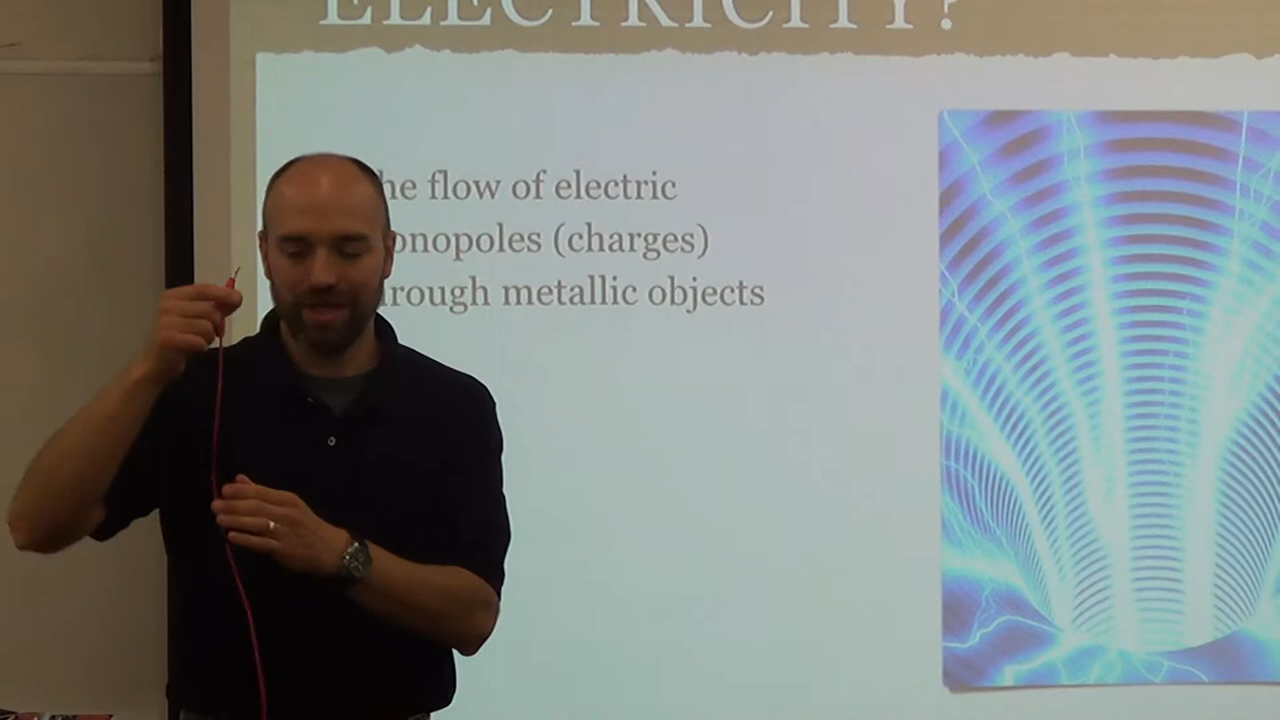 ELECTRICITY?
he flow of electric
onopoles (charges)
rough metallic objects